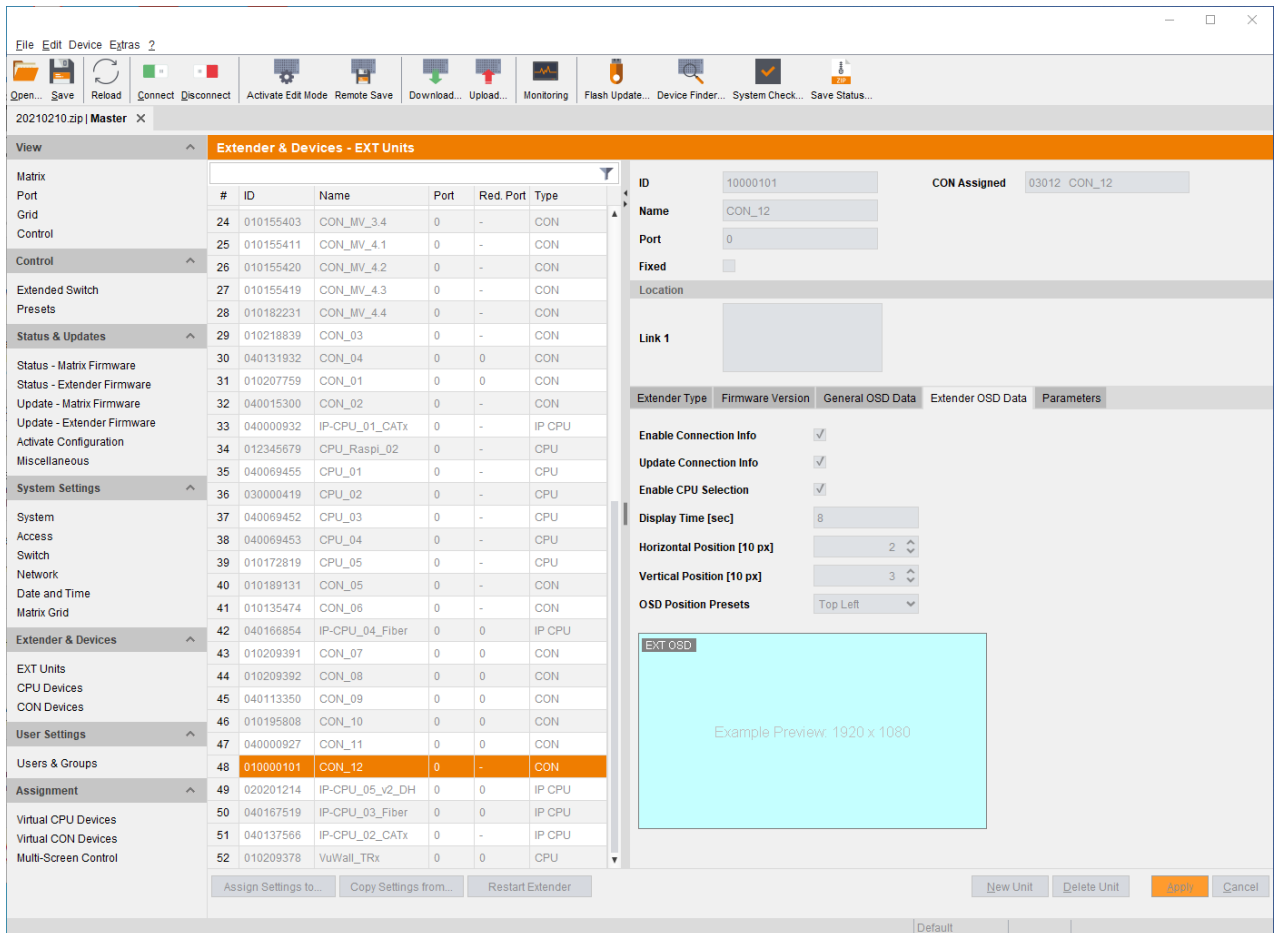 File Edit Device Extras ?
Open... Save Reload Connect Disconnect Activate Edit Mode Remote Save Download... Upload... Monitoring Flash Update... Device Finder... System Check... Save Status...
20210210.zip | Master
View
Matrix
Port
Grid
Control
Control
Extended Switch
Presets
Status & Updates
Status - Matrix Firmware
Status - Extender Firmware
Update - Matrix Firmware
Update - Extender Firmware
Activate Configuration
Miscellaneous
System Settings
System
Access
Switch
Network
Date and Time
Matrix Grid
Extender & Devices
EXT Units
CPU Devices
CON Devices
User Settings
Users & Groups
Assignment
Virtual CPU Devices
Virtual CON Devices
Multi-Screen Control
Extender & Devices - EXT Units
# ID Name Port Red. Port Type
24 010155403 CON_MV_3.4 0 - CON
25 010155411 CON_MV_4.1 0 - CON
26 010155420 CON_MV_4.2 0 - CON
27 010155419 CON_MV_4.3 0 - CON
28 010182231 CON_MV_4.4 0 - CON
29 010218839 CON_03 0 - CON
30 040131932 CON_04 0 0 CON
31 010207759 CON_01 0 0 CON
32 040015300 CON_02 0 - CON
33 040000932 IP-CPU_01_CATx 0 - IP CPU
34 012345679 CPU_Raspi_02 0 - CPU
35 040069455 CPU_01 0 - CPU
36 030000419 CPU_02 0 - CPU
37 040069452 CPU_03 0 - CPU
38 040069453 CPU_04 0 - CPU
39 010172819 CPU_05 0 - CPU
40 010189131 CON_05 0 - CON
41 010135474 CON_06 0 - CON
42 040166854 IP-CPU_04_Fiber 0 0 IP CPU
43 010209391 CON_07 0 0 CON
44 010209392 CON_08 0 0 CON
45 040113350 CON_09 0 0 CON
46 010195808 CON_10 0 0 CON
47 040000927 CON_11 0 0 CON
48 010000101 CON_12 0 - CON
49 020201214 IP-CPU_05_v2_DH 0 0 IP CPU
50 040167519 IP-CPU_03_Fiber 0 0 IP CPU
51 040137566 IP-CPU_02_CATx 0 - IP CPU
52 010209378 VuWall_TRx 0 0 CPU
Assign Settings to... Copy Settings from... Restart Extender
ID 10000101 CON Assigned 03012 CON_12
Name CON_12
Port 0
Fixed
Location
Link 1
Extender Type Firmware Version General OSD Data Extender OSD Data Parameters
Enable Connection Info
Update Connection Info
Enable CPU Selection
Display Time [sec] 8
Horizontal Position [10 px] 2
Vertical Position [10 px] 3
OSD Position Presets Top Left
EXT OSD
Example Preview: 1920 x 1080
New Unit Delete Unit Apply Cancel
Default